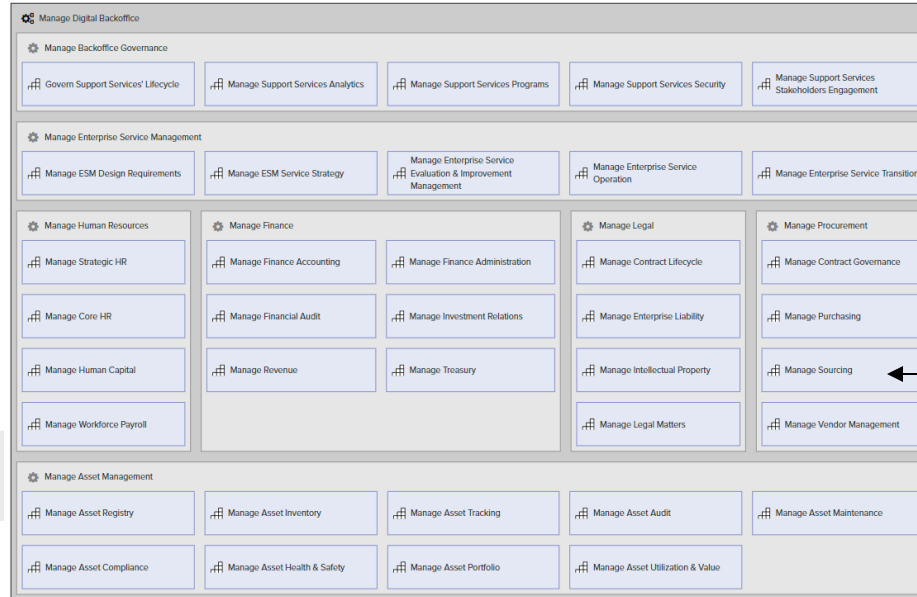 Manage Digital Backoffice
Manage Backoffice Governance
Govern Support Services' Lifecycle
Manage Support Services Analytics
Manage Support Services Programs
Manage Support Services Security
Manage Support Services
Stakeholders Engagement
Manage Enterprise Service Management
Manage ESM Design Requirements
Manage ESM Service Strategy
Manage Enterprise Service
Evaluation & Improvement
Management
Manage Enterprise Service
Operation
Manage Enterprise Service Transition
Manage Human Resources
Manage Strategic HR
Manage Core HR
Manage Human Capital
Manage Workforce Payroll
Manage Finance
Manage Finance Accounting
Manage Finance Administration
Manage Financial Audit
Manage Investment Relations
Manage Revenue
Manage Treasury
Manage Legal
Manage Contract Lifecycle
Manage Enterprise Liability
Manage Intellectual Property
Manage Legal Matters
Manage Procurement
Manage Contract Governance
Manage Purchasing
Manage Sourcing
Manage Vendor Management
Manage Asset Management
Manage Asset Registry
Manage Asset Inventory
Manage Asset Tracking
Manage Asset Audit
Manage Asset Maintenance
Manage Asset Compliance
Manage Asset Health & Safety
Manage Asset Portfolio
Manage Asset Utilization & Value